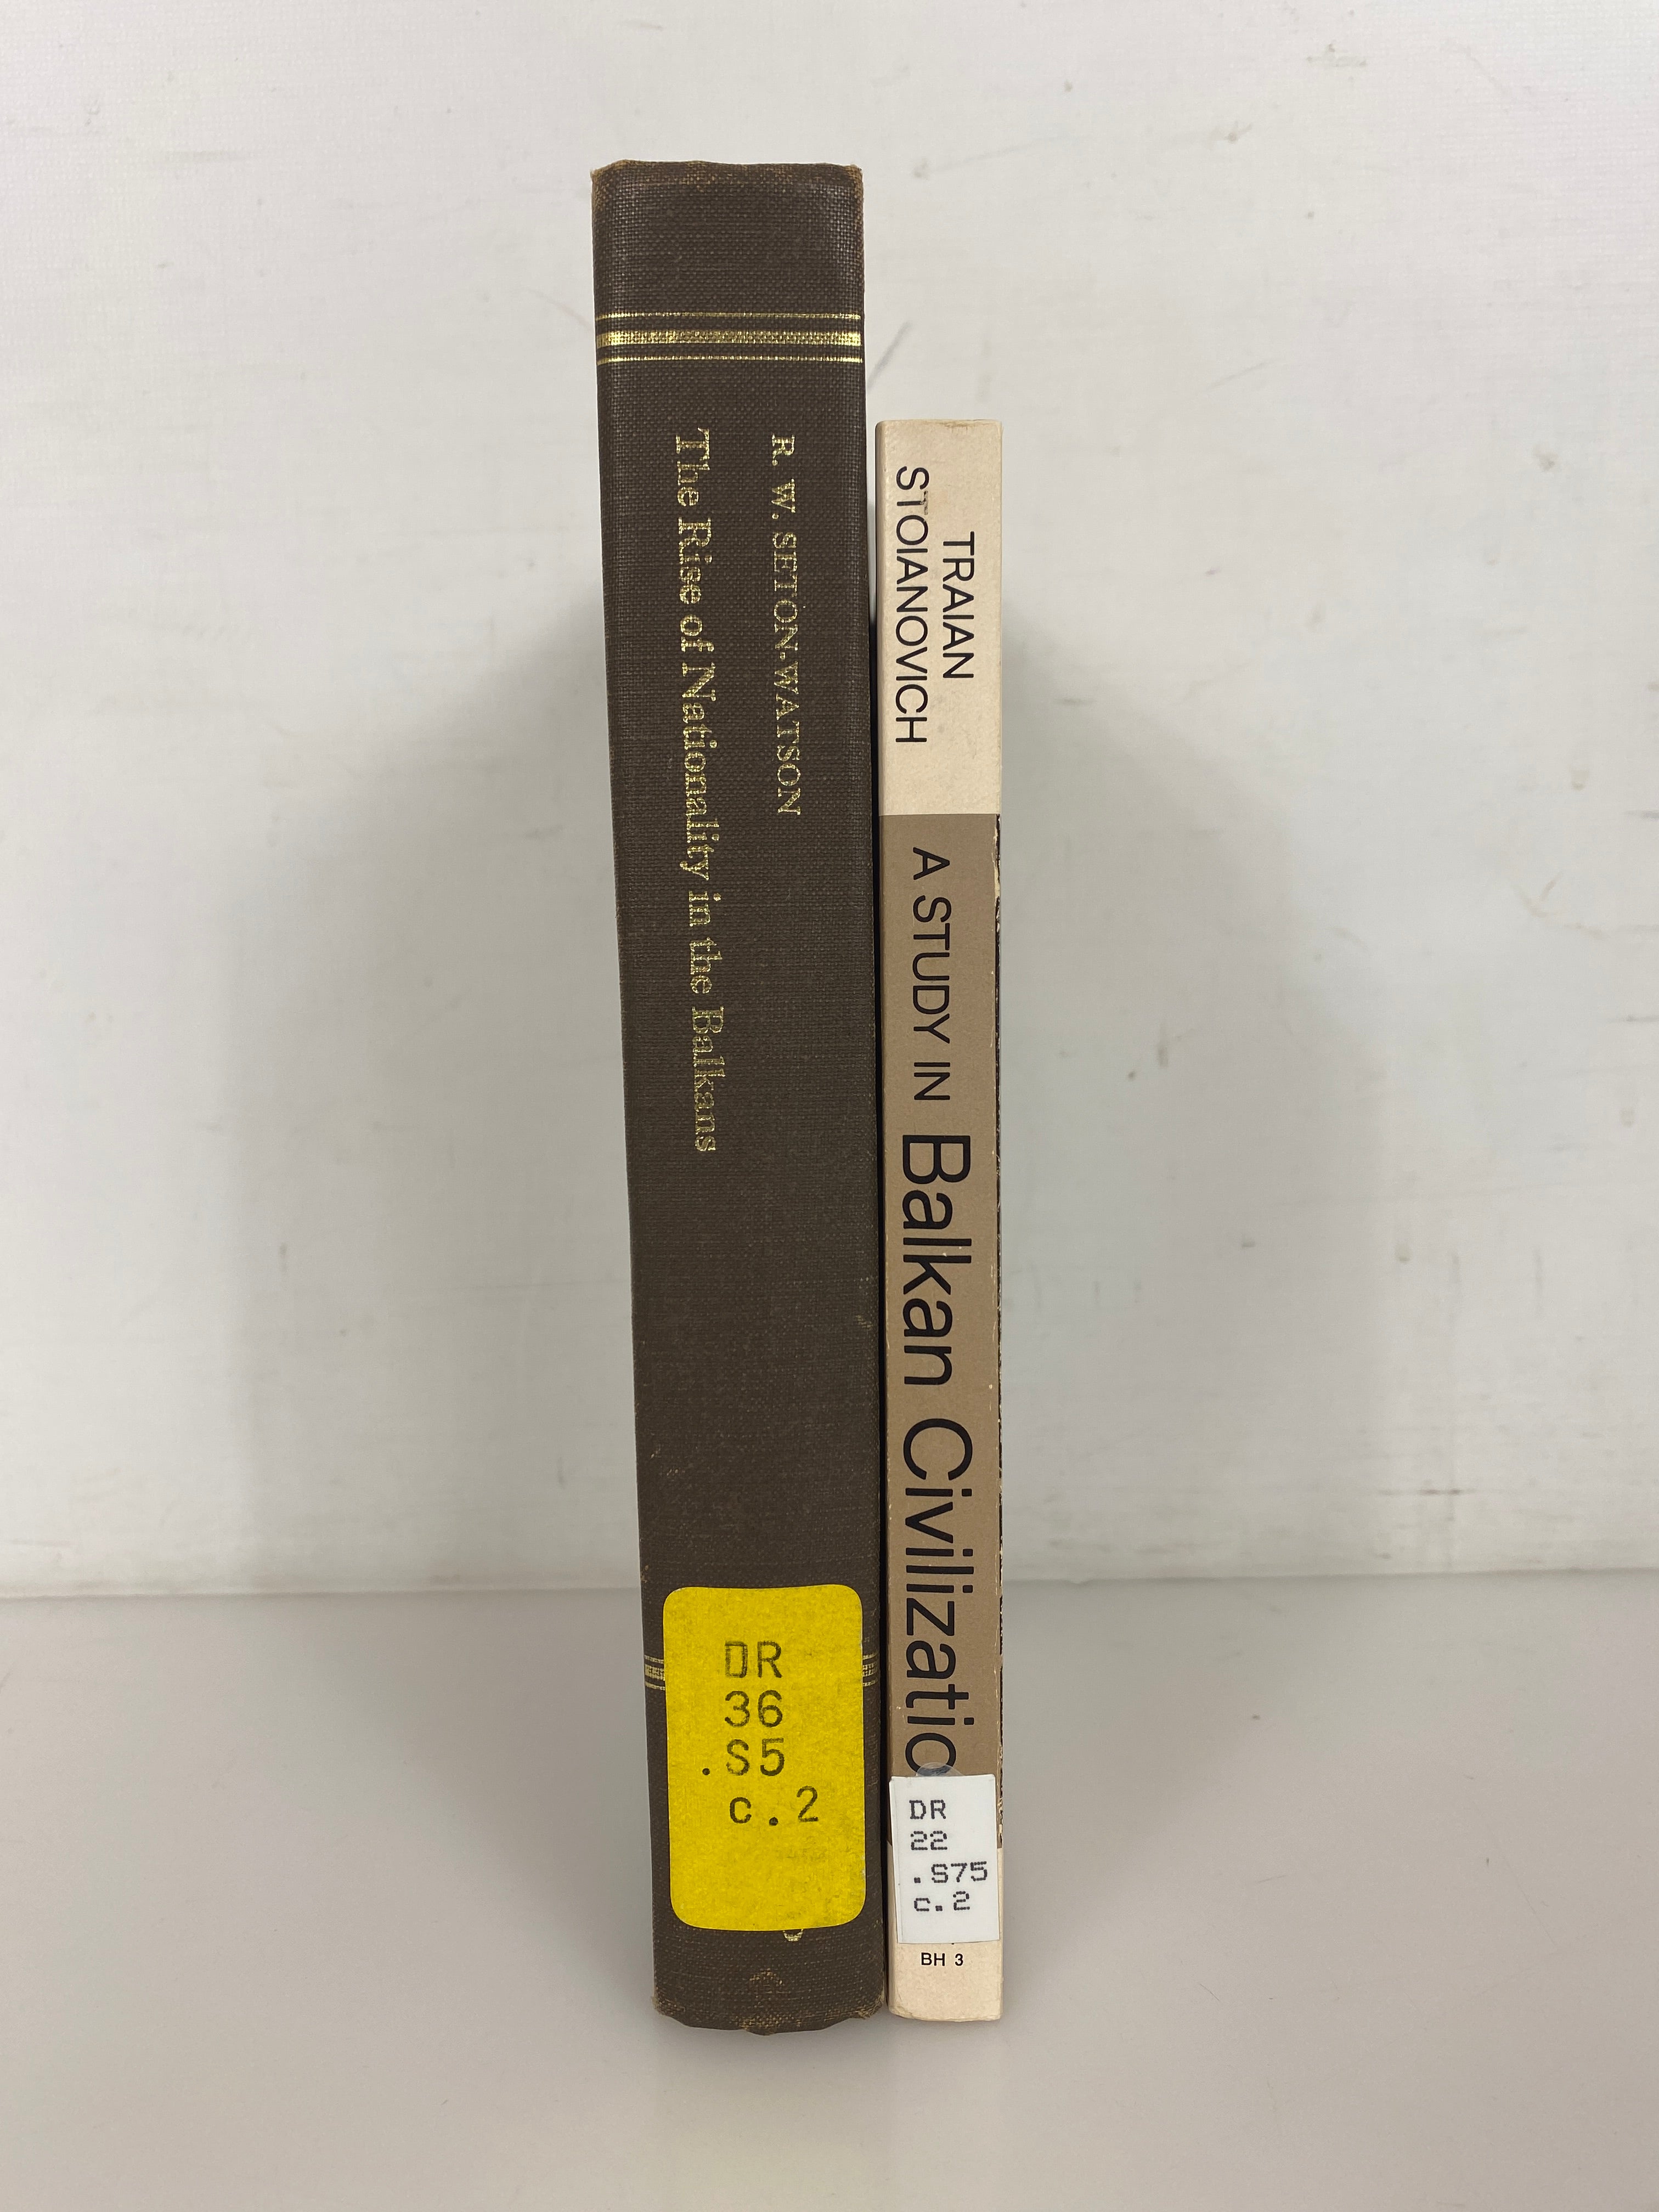 R. W. SETON-WATSON
The Rise of Nationality in the Balkans
DR
36
.S5
c.2
TRAIAN
STOIANOVICH
A STUDY IN Balkan Civilizatio
DR
22
.S75
c.2
BH 3